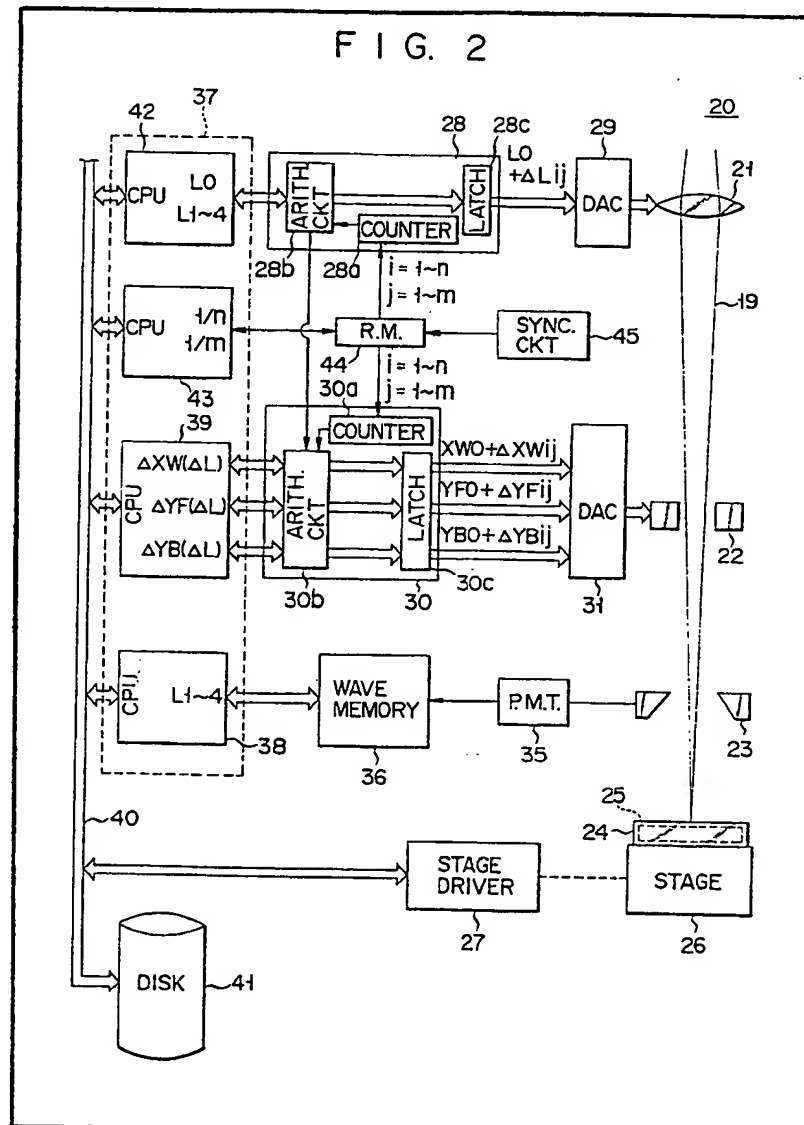 FIG. 2
20
37
42
28
28c
L0 +ΔLij
29
21
CPU
L0
L1~4
ARITH CKT
LATCH
DAC
COUNTER
28b
28a
19
i = 1~n
j = 1~m
CPU
1/n
1/m
R.M.
SYNC. CKT
44
45
43
i = 1~n
j = 1~m
30a
39
COUNTER
XW0+ΔXWij
ΔXW(ΔL)
CPU
ΔYF(ΔL)
ΔYB(ΔL)
ARITH. CKT
LATCH
YF0+ΔYFij
YB0+ΔYBij
DAC
22
30b
30
30c
31
CPU
L1~4
WAVE MEMORY
P.M.T.
38
36
35
23
25
24
40
STAGE DRIVER
STAGE
27
26
DISK
41